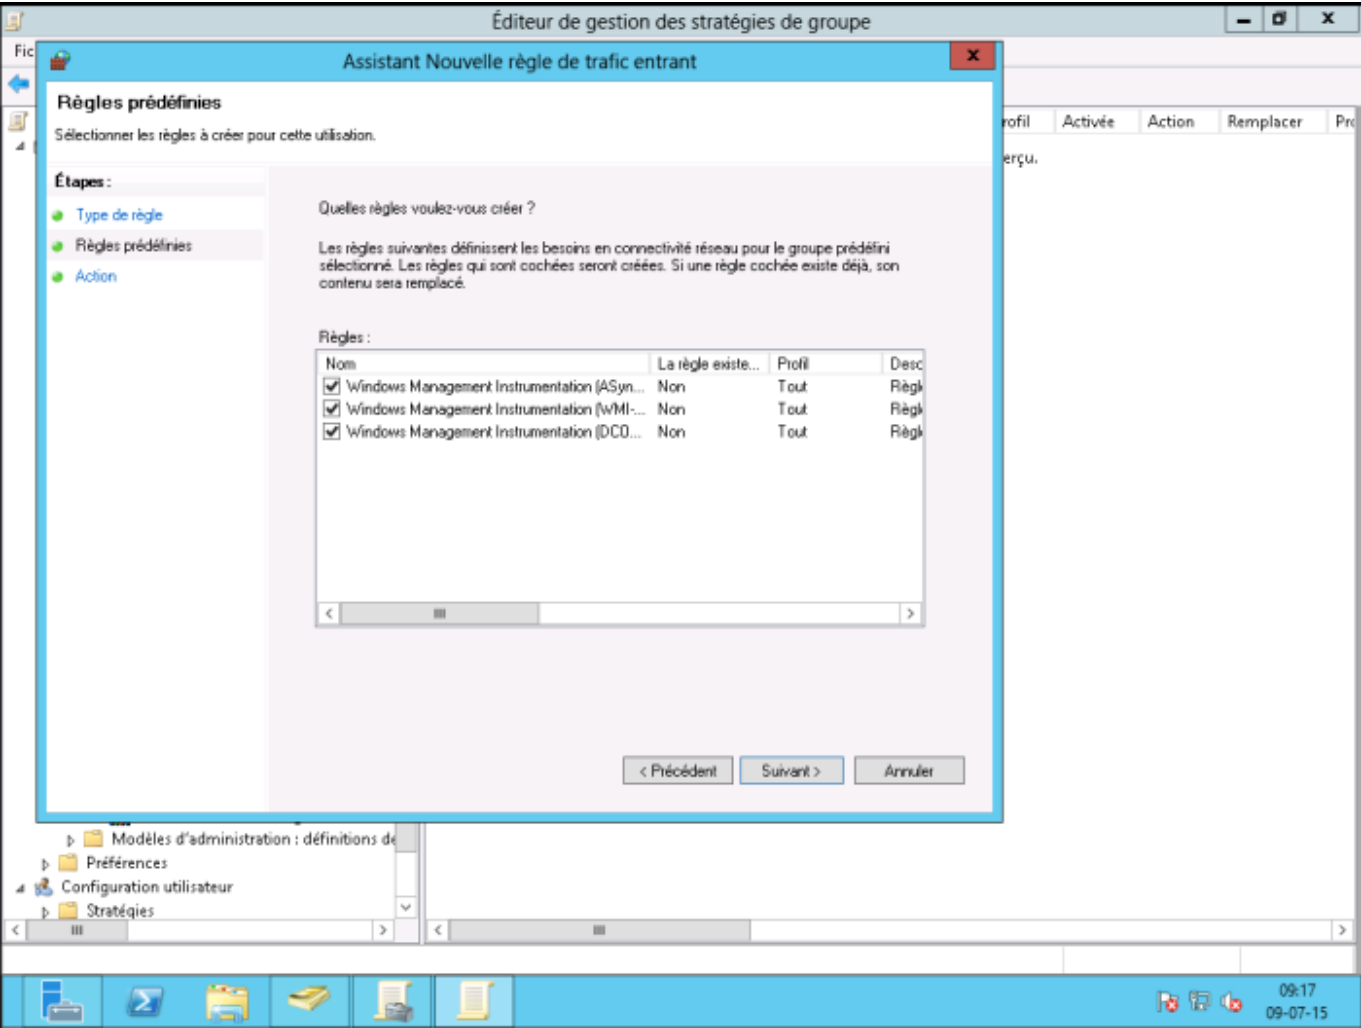 Éditeur de gestion des stratégies de groupe
Fic
Assistant Nouvelle règle de trafic entrant
Règles prédéfinies
Sélectionner les règles à créer pour cette utilisation.
Étapes :
Type de règle
Règles prédéfinies
Action
Quelles règles voulez-vous créer ?
Les règles suivantes définissent les besoins en connectivité réseau pour le groupe prédéfini
sélectionné. Les règles qui sont cochées seront créées. Si une règle cochée existe déjà, son
contenu sera remplacé.
Règles :
Nom La règle existe... Profil Desc
Windows Management Instrumentation (ASyn... Non Tout Règl
Windows Management Instrumentation (WMI-... Non Tout Règl
Windows Management Instrumentation (DCO... Non Tout Règl
< Précédent Suivant > Annuler
rofil Activée Action Remplacer Pro
erçu.
Modèles d'administration : définitions de
Préférences
Configuration utilisateur
Stratégies
09:17
09-07-15